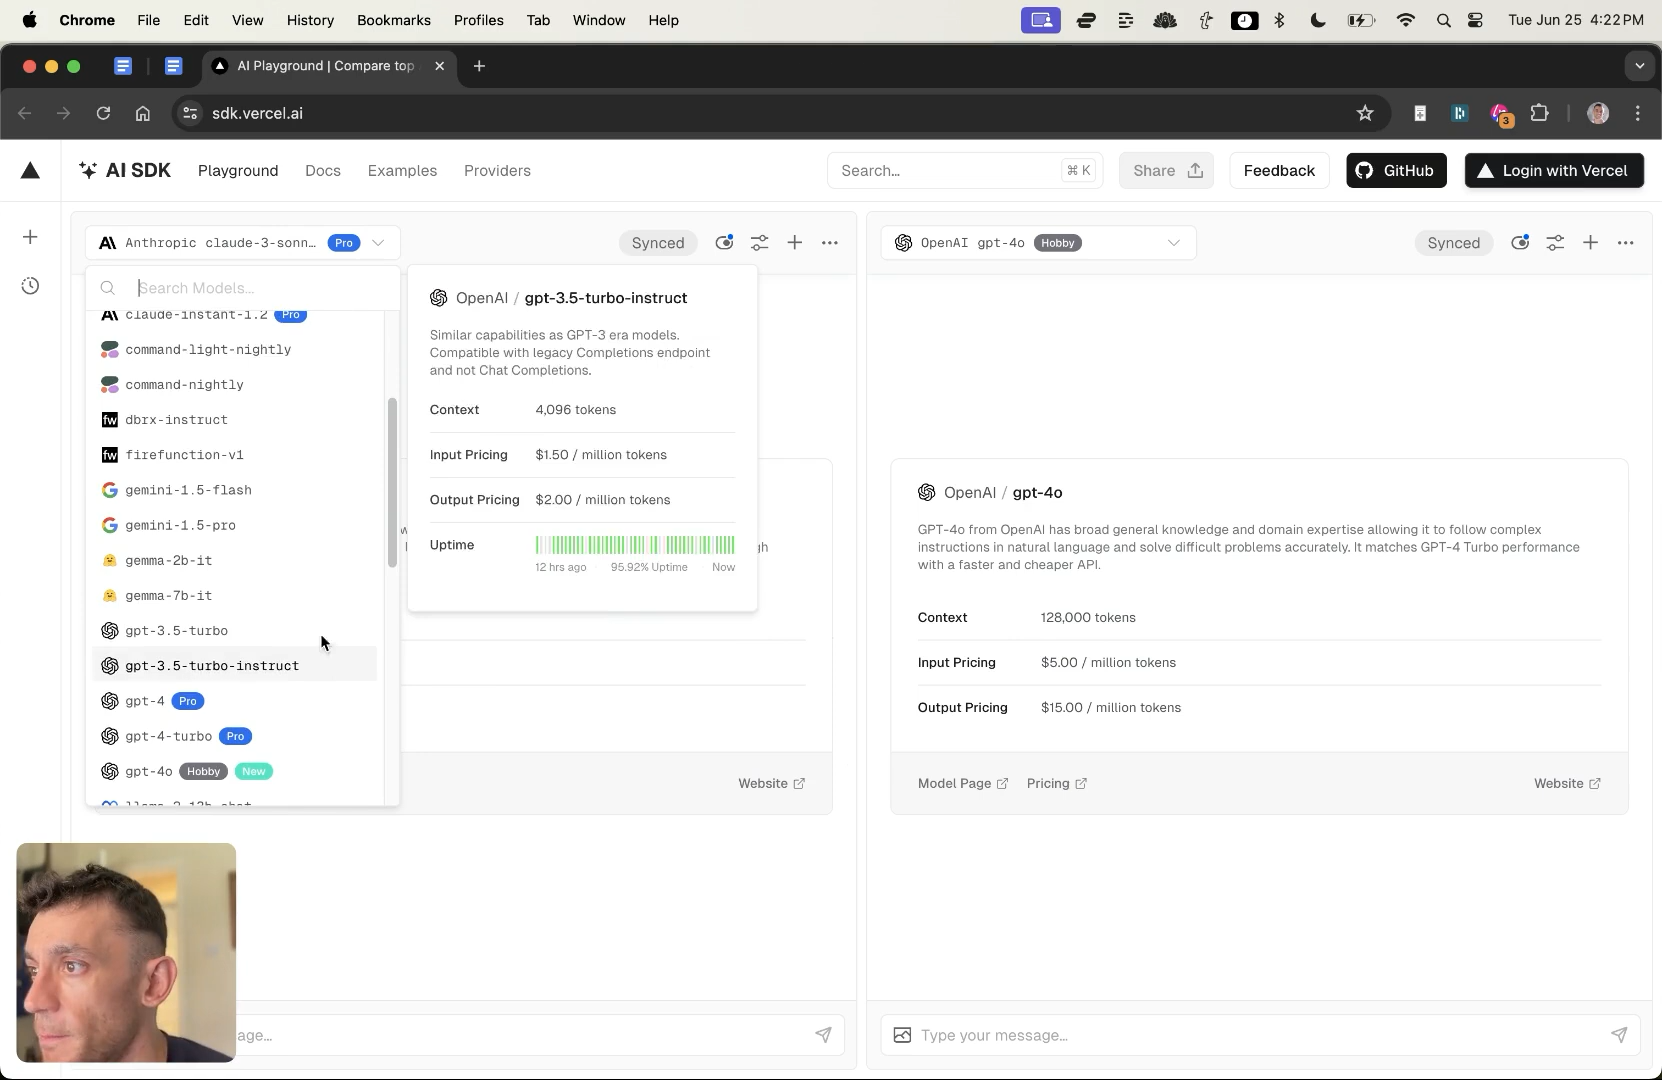 Chrome File Edit View History Bookmarks Profiles Tab Window Help Tue Jun 25 4:22 PM
AI Playground | Compare top
sdk.vercel.ai
3
AI SDK Playground Docs Examples Providers Search... ⌘ K Share Feedback GitHub Login with Vercel
Anthropic claude-3-sonn... Pro Synced
OpenAI gpt-4o Hobby Synced
Search Models...
claude-instant-1.2 Pro
command-light-nightly
command-nightly
dbrx-instruct
firefunction-v1
gemini-1.5-flash
gemini-1.5-pro
gemma-2b-it
gemma-7b-it
gpt-3.5-turbo
gpt-3.5-turbo-instruct
gpt-4 Pro
gpt-4-turbo Pro
gpt-4o Hobby New
OpenAI / gpt-3.5-turbo-instruct
Similar capabilities as GPT-3 era models.
Compatible with legacy Completions endpoint
and not Chat Completions.
Context 4,096 tokens
Input Pricing $1.50 / million tokens
Output Pricing $2.00 / million tokens
Uptime
12 hrs ago 95.92% Uptime Now
Website
age...
OpenAI / gpt-4o
GPT-4o from OpenAI has broad general knowledge and domain expertise allowing it to follow complex
instructions in natural language and solve difficult problems accurately. It matches GPT-4 Turbo performance
with a faster and cheaper API.
Context 128,000 tokens
Input Pricing $5.00 / million tokens
Output Pricing $15.00 / million tokens
Model Page Pricing Website
Type your message...